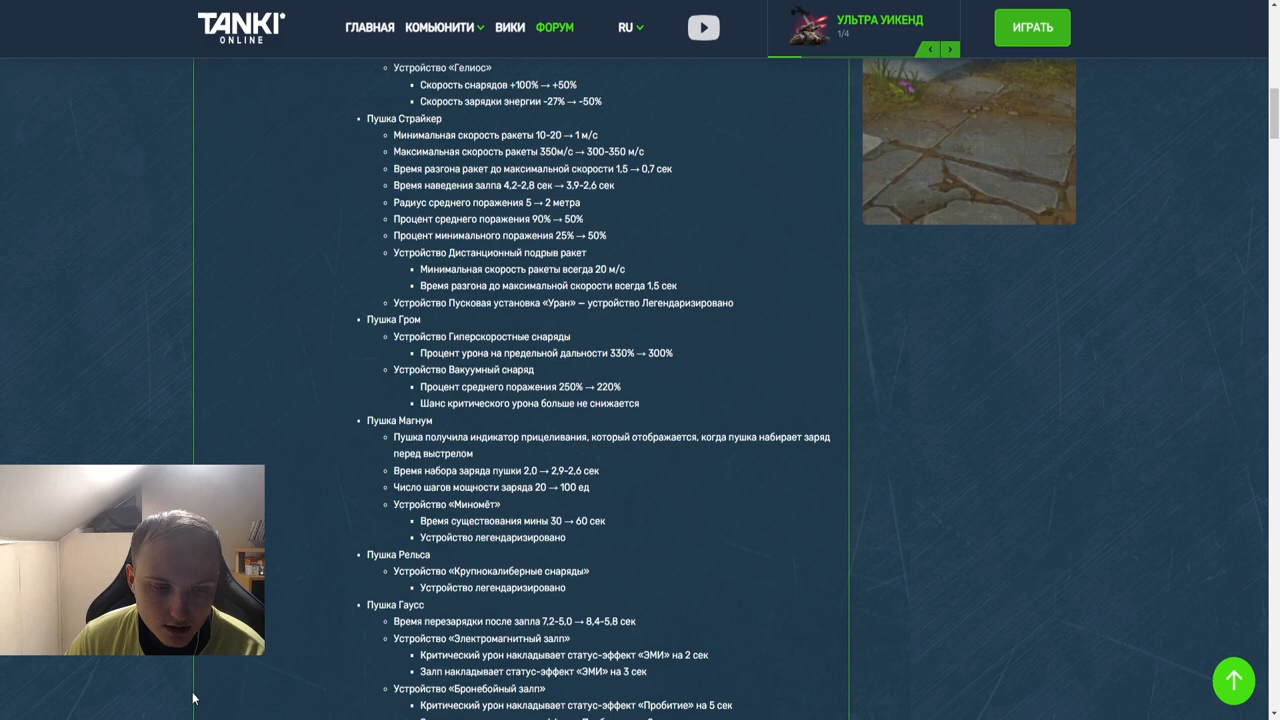 TANKI
ONLINE
ГЛАВНАЯ
КОМЬЮНИТИ
ВИКИ
ФОРУМ
RU
УЛЬТРА УИКЕНД
1/4
ИГРАТЬ
Устройство «Гелиос»
Скорость снарядов +100% → +50%
Скорость зарядки энергии -27% → -50%
Пушка Страйкер
Минимальная скорость ракеты 10-20 → 1 м/с
Максимальная скорость ракеты 350м/с → 300-350 м/с
Время разгона ракет до максимальной скорости 1,5 → 0,7 сек
Время наведения залпа 4,2-2,8 сек → 3,9-2,6 сек
Радиус среднего поражения 5 → 2 метра
Процент среднего поражения 90% → 50%
Процент минимального поражения 25% → 50%
Устройство Дистанционный подрыв ракет
Минимальная скорость ракеты всегда 20 м/с
Время разгона до максимальной скорости всегда 1,5 сек
Устройство Пусковая установка «Уран» — устройство Легендаризировано
Пушка Гром
Устройство Гиперскоростные снаряды
Процент урона на предельной дальности 330% → 300%
Устройство Вакуумный снаряд
Процент среднего поражения 250% → 220%
Шанс критического урона больше не снижается
Пушка Магнум
Пушка получила индикатор прицеливания, который отображается, когда пушка набирает заряд
перед выстрелом
Время набора заряда пушки 2,0 → 2,9-2,6 сек
Число шагов мощности заряда 20 → 100 ед
Устройство «Миномёт»
Время существования мины 30 → 60 сек
Устройство легендаризировано
Пушка Рельса
Устройство «Крупнокалиберные снаряды»
Устройство легендаризировано
Пушка Гаусс
Время перезарядки после запла 7,2-5,0 → 8,4-5,8 сек
Устройство «Электромагнитный залп»
Критический урон накладывает статус-эффект «ЭМИ» на 2 сек
Залп накладывает статус-эффект «ЭМИ» на 3 сек
Устройство «Бронебойный залп»
Критический урон накладывает статус-эффект «Пробитие» на 5 сек